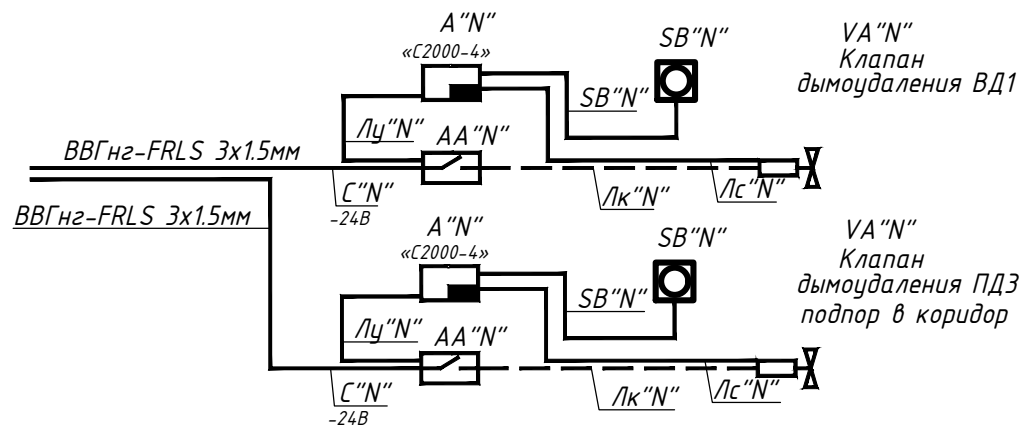 А"N"
«С2000-4»
SB"N"
VA"N"
Клапан
дымоудаления ВД1
SB"N"
Лу"N"
АА"N"
ВВГнг-FRLS 3х1.5мм
С"N"
-24В
Лк"N"
Лс"N"
ВВГнг-FRLS 3х1.5мм
А"N"
«С2000-4»
SB"N"
VA"N"
Клапан
дымоудаления ПД3
подпор в коридор
SB"N"
Лу"N"
АА"N"
С"N"
-24В
Лк"N"
Лс"N"